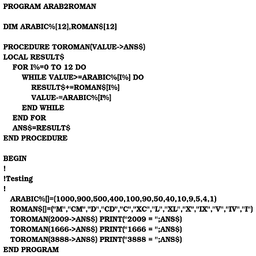 PROGRAM ARAB2ROMAN
DIM ARABIC%[12],ROMAN$[12]
PROCEDURE TOROMAN(VALUE->ANS$)
LOCAL RESULT$
FOR I%=0 TO 12 DO
WHILE VALUE>=ARABIC%[I%] DO
RESULT$+=ROMAN$[I%]
VALUE-=ARABIC%[I%]
END WHILE
END FOR
ANS$=RESULT$
END PROCEDURE
BEGIN
!
!Testing
!
ARABIC%[]=(1000,900,500,400,100,90,50,40,10,9,5,4,1)
ROMAN$[]=("M","CM","D","CD","C","XC","L","XL","X","IX","V","IV","I")
TOROMAN(2009->ANS$) PRINT("2009 = ";ANS$)
TOROMAN(1666->ANS$) PRINT("1666 = ";ANS$)
TOROMAN(3888->ANS$) PRINT("3888 = ";ANS$)
END PROGRAM